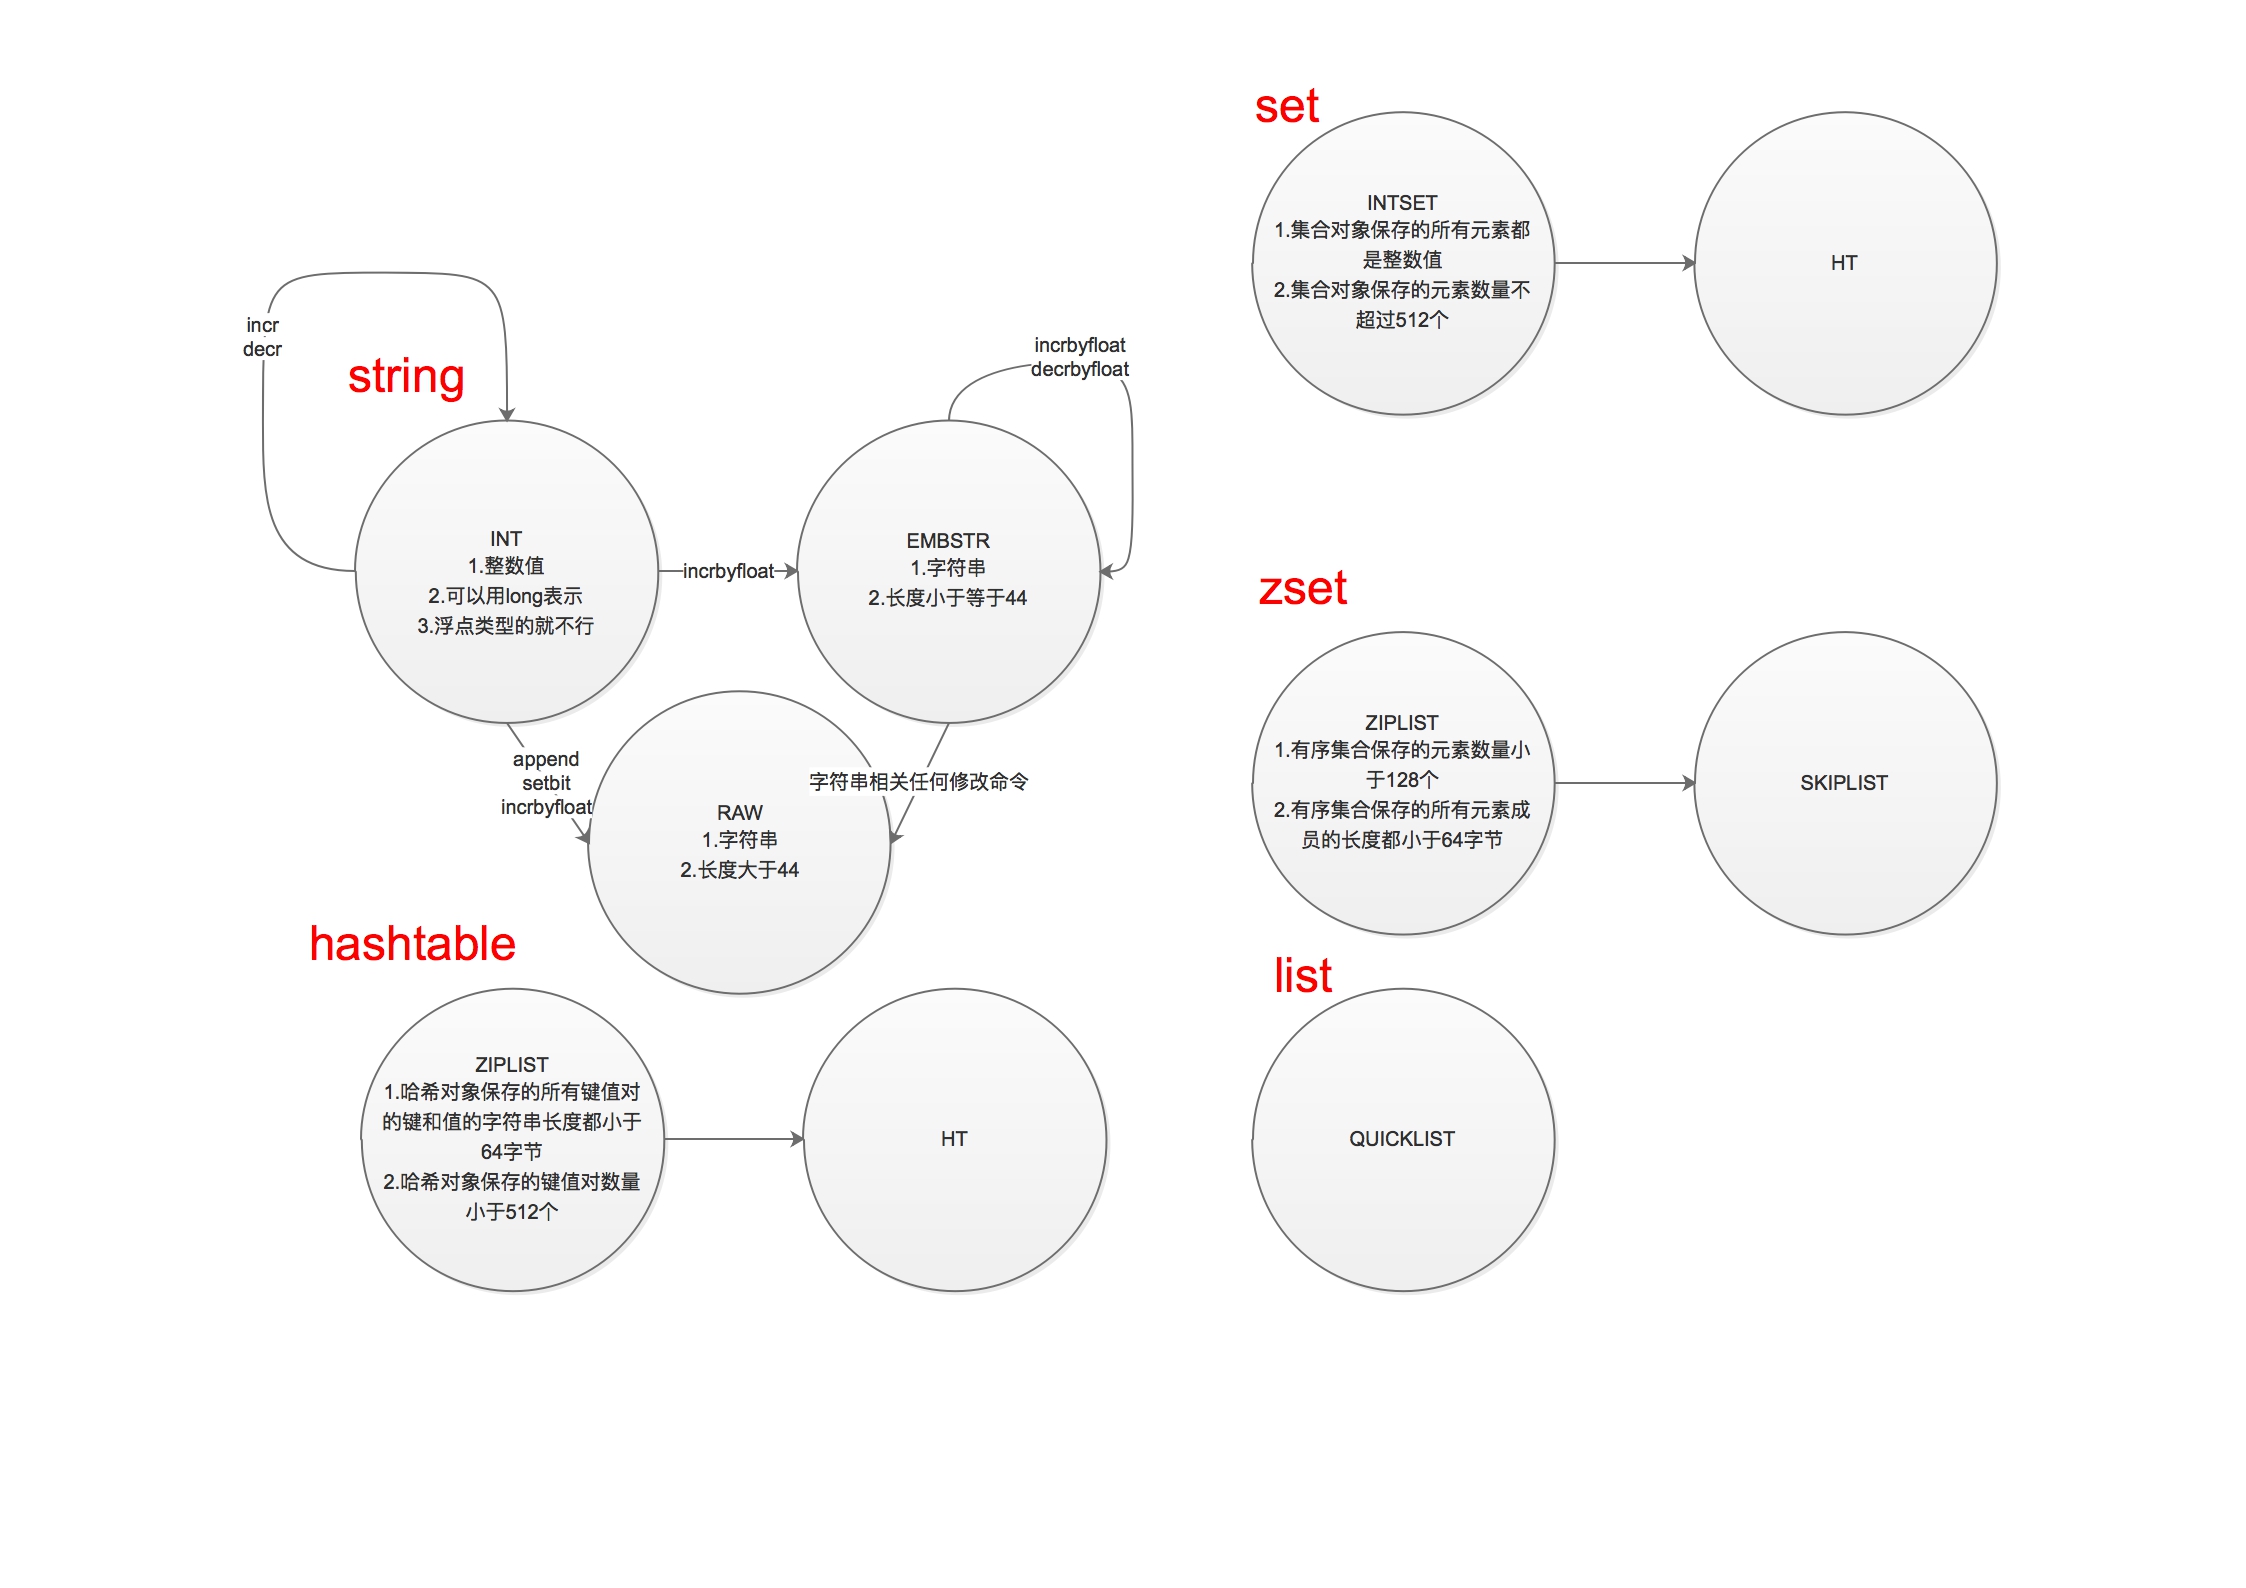 string
incr
decr
INT
1.整数值
2.可以用long表示
3.浮点类型的就不行
incrbyfloat
EMBSTR
1.字符串
2.长度小于等于44
incrbyfloat
decrbyfloat
append
setbit
incrbyfloat
字符串相关任何修改命令
RAW
1.字符串
2.长度大于44
hashtable
ZIPLIST
1.哈希对象保存的所有键值对
的键和值的字符串长度都小于
64字节
2.哈希对象保存的键值对数量
小于512个
HT
set
INTSET
1.集合对象保存的所有元素都
是整数值
2.集合对象保存的元素数量不
超过512个
HT
zset
ZIPLIST
1.有序集合保存的元素数量小
于128个
2.有序集合保存的所有元素成
员的长度都小于64字节
SKIPLIST
list
QUICKLIST